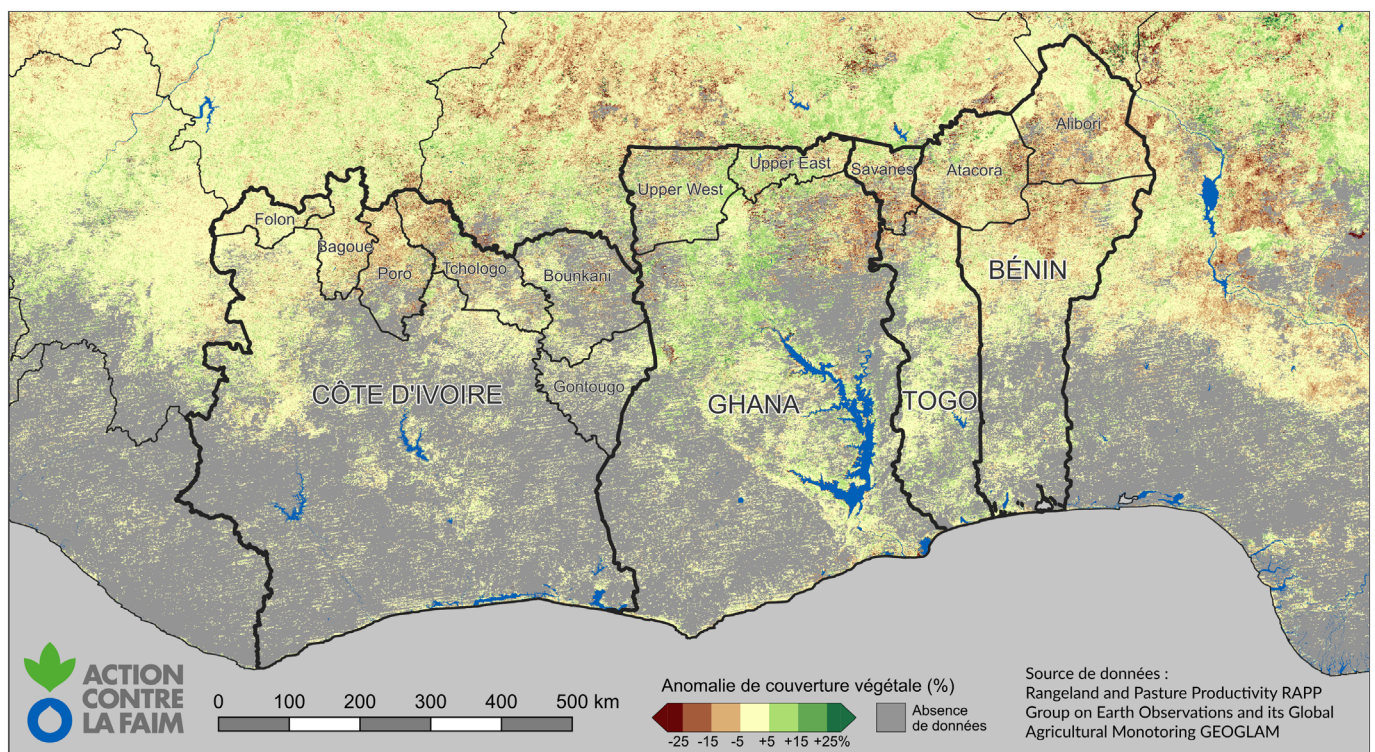 Alibori
Upper East
Savanes
Atacora
Upper West
Folon
Bagoue
Poro
Tchologo
Bounkani
BÉNIN
Gontougo
CÔTE D'IVOIRE
GHANA
TOGO
ACTION
CONTRE
LA FAIM
0 100 200 300 400 500 km
Anomalie de couverture végétale (%)
-25 -15 -5 +5 +15 +25%
Absence
de données
Source de données :
Rangeland and Pasture Productivity RAPP
Group on Earth Observations and its Global
Agricultural Monotoring GEOGLAM